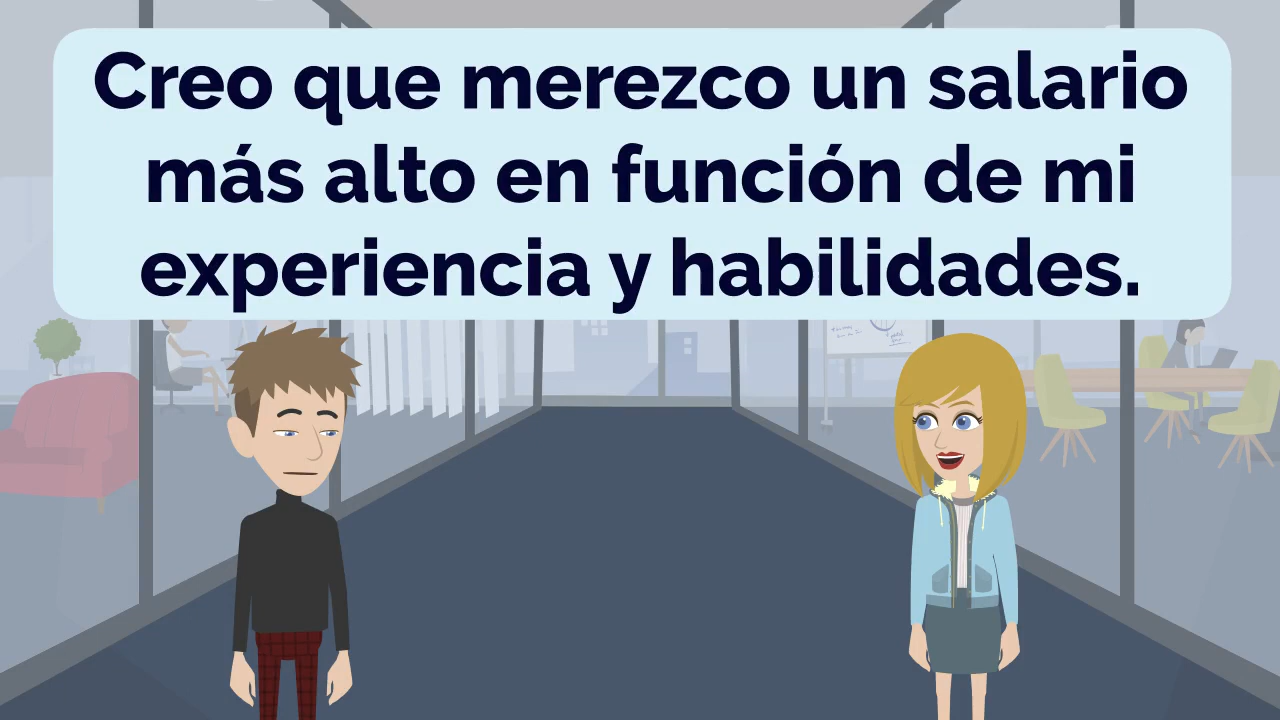 Creo que merezco un salario
más alto en función de mi
experiencia y habilidades.